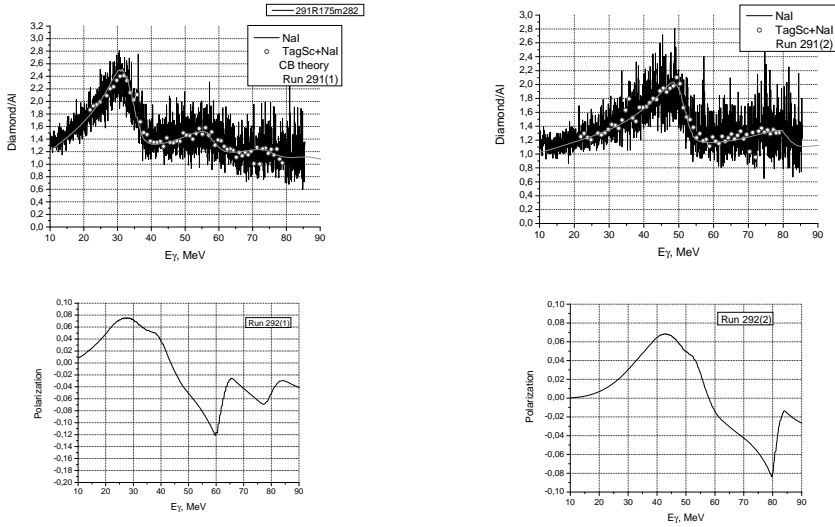 291R175m282
NaI
TagSc+NaI
CB theory
Run 291(1)
3,2
3,0
2,8
2,6
2,4
2,2
2,0
1,8
1,6
1,4
1,2
1,0
0,8
0,6
0,4
0,2
0,0
Diamond/Al
10 20 30 40 50 60 70 80 90
Eγ, MeV
NaI
TagSc+NaI
Run 291(2)
3,0
2,8
2,6
2,4
2,2
2,0
1,8
1,6
1,4
1,2
1,0
0,8
0,6
0,4
0,2
0,0
Diamond/Al
10 20 30 40 50 60 70 80 90
Eγ, MeV
Run 292(1)
0,10
0,08
0,06
0,04
0,02
0,00
-0,02
-0,04
-0,06
-0,08
-0,10
-0,12
-0,14
-0,16
-0,18
-0,20
Polarization
10 20 30 40 50 60 70 80 90
Eγ, MeV
Run 292(2)
0,10
0,08
0,06
0,04
0,02
0,00
-0,02
-0,04
-0,06
-0,08
-0,10
Polarization
10 20 30 40 50 60 70 80 90
Eγ, MeV